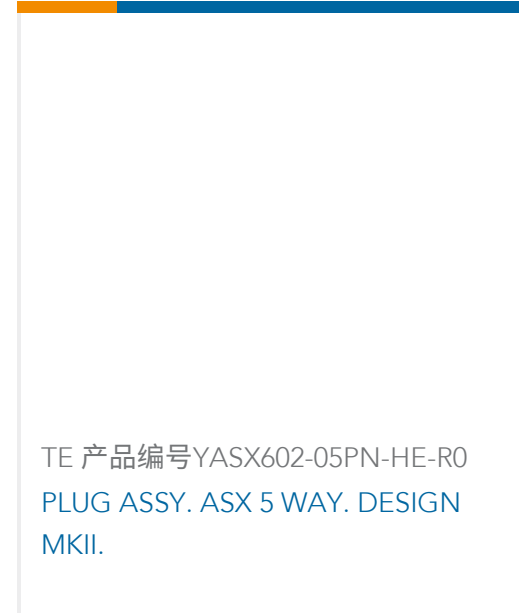 TE 产品编号YASX602-05PN-HE-R0
PLUG ASSY. ASX 5 WAY. DESIGN
MKII.